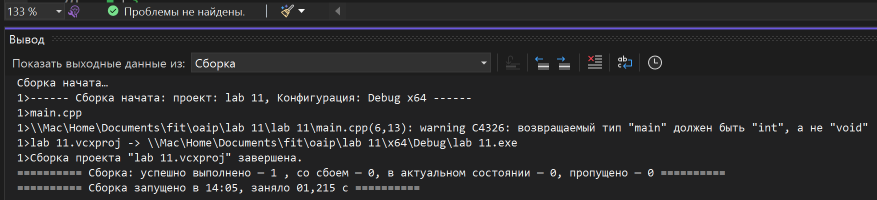 133 %
Проблемы не найдены.
Вывод
Показать выходные данные из: Сборка
Сборка начата…
1>------ Сборка начата: проект: lab 11, Конфигурация: Debug x64 ------
1>main.cpp
1>\\Mac\Home\Documents\fit\oaip\lab 11\lab 11\main.cpp(6,13): warning C4326: возвращаемый тип "main" должен быть "int", а не "void"
1>lab 11.vcxproj -> \\Mac\Home\Documents\fit\oaip\lab 11\x64\Debug\lab 11.exe
1>Сборка проекта "lab 11.vcxproj" завершена.
========== Сборка: успешно выполнено — 1 , со сбоем — 0, в актуальном состоянии — 0, пропущено — 0 ==========
========== Сборка запущено в 14:05, заняло 01,215 с ==========